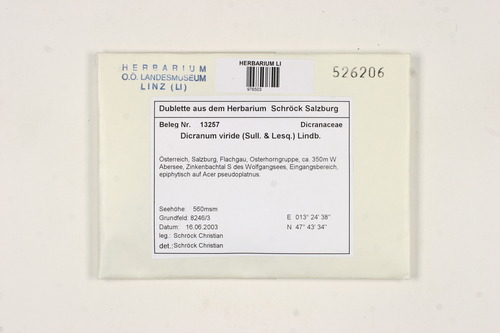 HERBARIUM
O.Ö. LANDESMUSEUM
LINZ (LI)
HERBARIUM LI
976503
526206
Dublette aus dem Herbarium Schröck Salzburg
Beleg Nr. 13257 Dicranaceae
Dicranum viride (Sull. & Lesq.) Lindb.
Österreich, Salzburg, Flachgau, Osterhorngruppe, ca. 350m W
Abersee, Zinkenbachtal S des Wolfgangsees, Eingangsbereich,
epiphytisch auf Acer pseudoplatnus.
Seehöhe: 560msm
Grundfeld: 8246/3 E 013° 24' 38"
Datum: 16.06.2003 N 47° 43' 34"
leg.: Schröck Christian
det.: Schröck Christian